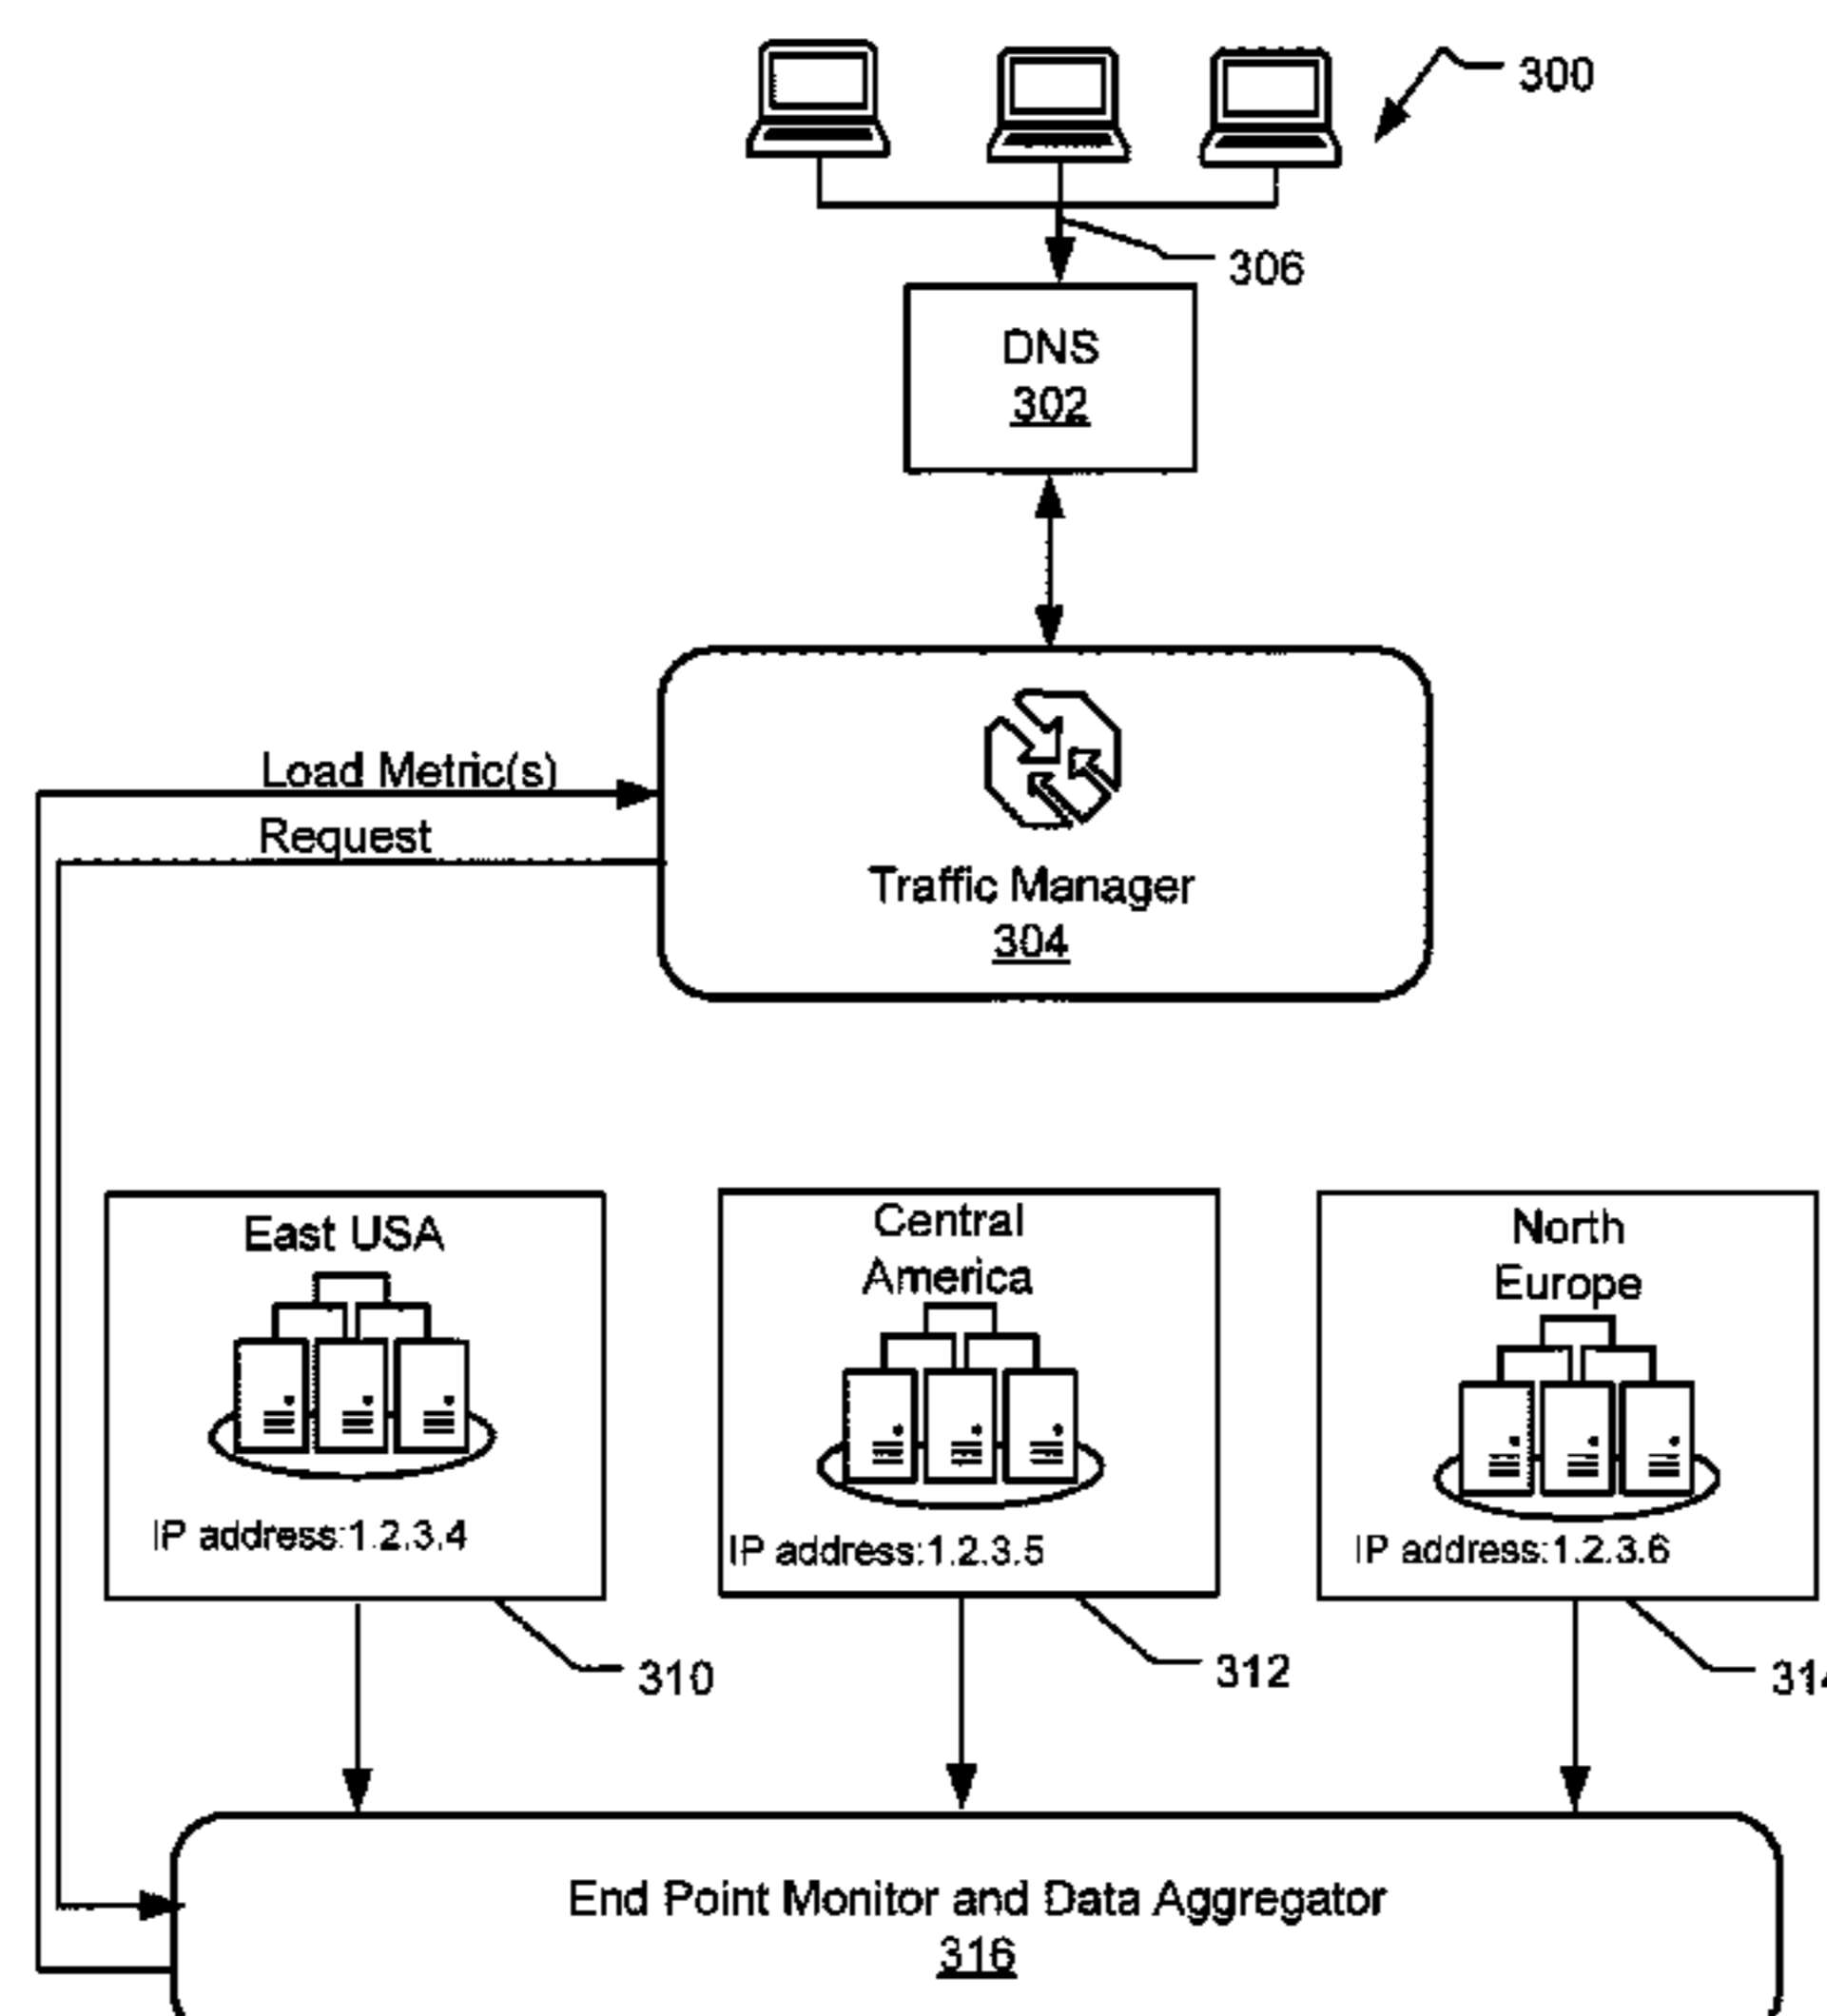 300
306
DNS
302
Load Metric(s)
Request
Traffic Manager
304
East USA
IP address:1.2.3.4
310
Central
America
IP address:1.2.3.5
312
North
Europe
IP address:1.2.3.6
314
End Point Monitor and Data Aggregator
316